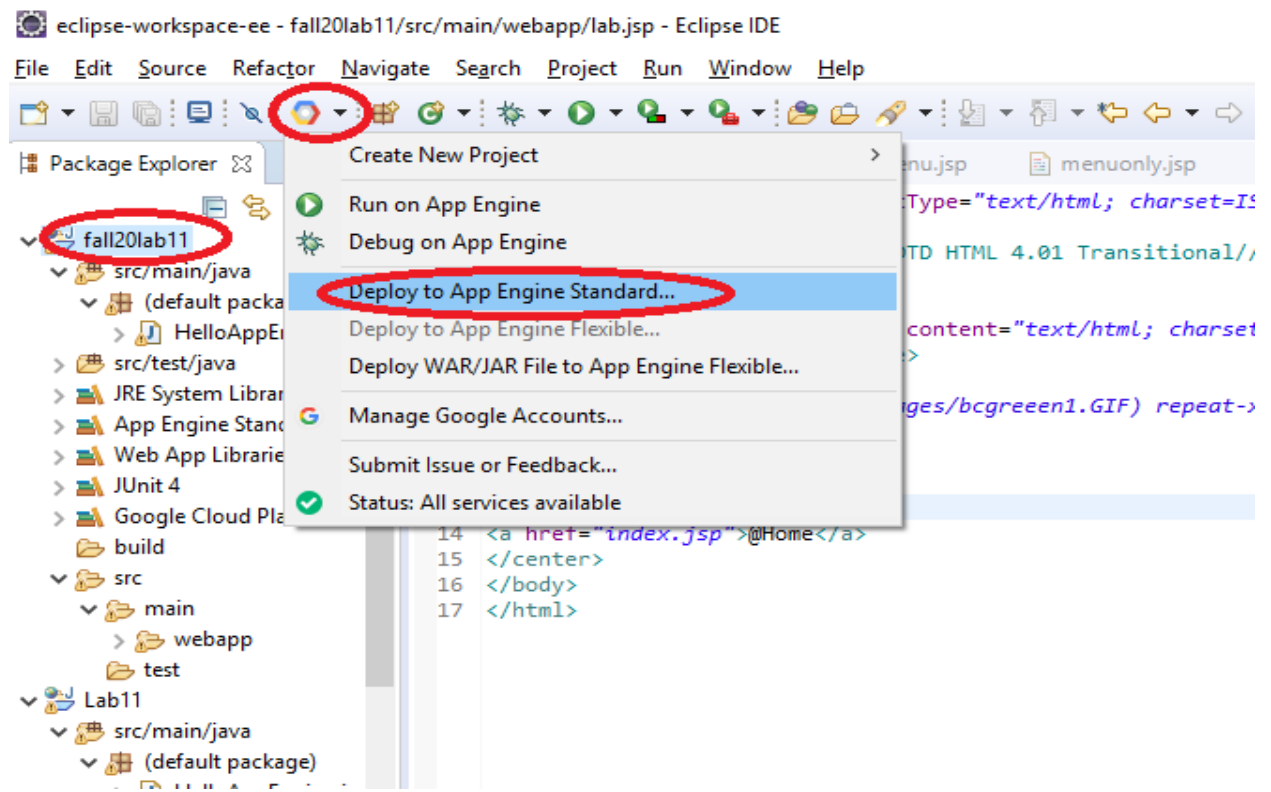 eclipse-workspace-ee - fall20lab11/src/main/webapp/lab.jsp - Eclipse IDE
File Edit Source Refactor Navigate Search Project Run Window Help
Package Explorer
enu.jsp menuonly.jsp
fall20lab11
src/main/java
(default packa
HelloAppE
src/test/java
JRE System Librar
App Engine Stand
Web App Librarie
JUnit 4
Google Cloud Pla
build
src
main
webapp
test
Lab11
src/main/java
(default package)
Create New Project
Run on App Engine
Debug on App Engine
Deploy to App Engine Standard...
Deploy to App Engine Flexible...
Deploy WAR/JAR File to App Engine Flexible...
Manage Google Accounts...
Submit Issue or Feedback...
Status: All services available
Type="text/html; charset=IS
TD HTML 4.01 Transitional//
content="text/html; charset
>
ges/bcgreeen1.GIF) repeat-x
14 <a href="index.jsp">@Home</a>
15 </center>
16 </body>
17 </html>